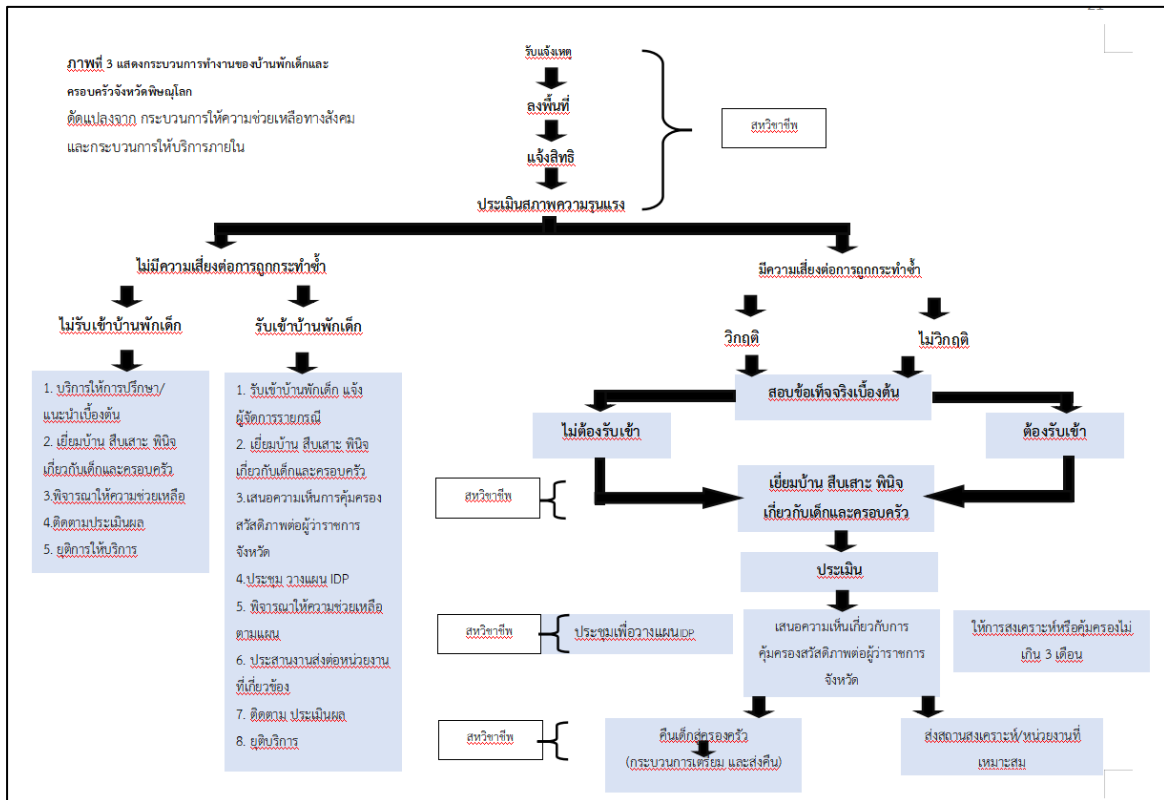 ภาพที่ 3 แสดงกระบวนการทำงานของบ้านพักเด็กและ
ครอบครัวจังหวัดพิษณุโลก
ดัดแปลงจาก กระบวนการให้ความช่วยเหลือทางสังคม
และกระบวนการให้บริการภายใน
รับแจ้งเหตุ
ลงพื้นที่
แจ้งสิทธิ
ประเมินสภาพความรุนแรง
สหวิชาชีพ
ไม่มีความเสี่ยงต่อการถูกกระทำซ้ำ
มีความเสี่ยงต่อการถูกกระทำซ้ำ
ไม่รับเข้าบ้านพักเด็ก
รับเข้าบ้านพักเด็ก
วิกฤติ
ไม่วิกฤติ
1. บริการให้การปรึกษา/
แนะนำเบื้องต้น
2. เยี่ยมบ้าน สืบเสาะ พินิจ
เกี่ยวกับเด็กและครอบครัว
3.พิจารณาให้ความช่วยเหลือ
4.ติดตามประเมินผล
5. ยุติการให้บริการ
1. รับเข้าบ้านพักเด็ก แจ้ง
ผู้จัดการรายกรณี
2. เยี่ยมบ้าน สืบเสาะ พินิจ
เกี่ยวกับเด็กและครอบครัว
3.เสนอความเห็นการคุ้มครอง
สวัสดิภาพต่อผู้ว่าราชการ
จังหวัด
4.ประชุม วางแผน IDP
5. พิจารณาให้ความช่วยเหลือ
ตามแผน
6. ประสานงานส่งต่อหน่วยงาน
ที่เกี่ยวข้อง
7. ติดตาม ประเมินผล
8. ยุติบริการ
สอบข้อเท็จจริงเบื้องต้น
ไม่ต้องรับเข้า
ต้องรับเข้า
สหวิชาชีพ
เยี่ยมบ้าน สืบเสาะ พินิจ
เกี่ยวกับเด็กและครอบครัว
ประเมิน
สหวิชาชีพ
ประชุมเพื่อวางแผนIDP
เสนอความเห็นเกี่ยวกับการ
คุ้มครองสวัสดิภาพต่อผู้ว่าราชการ
จังหวัด
ให้การสงเคราะห์หรือคุ้มครองไม่
เกิน 3 เดือน
สหวิชาชีพ
คืนเด็กสู่ครองครัว
(กระบวนการเตรียม และส่งคืน)
ส่งสถานสงเคราะห์/หน่วยงานที่
เหมาะสม